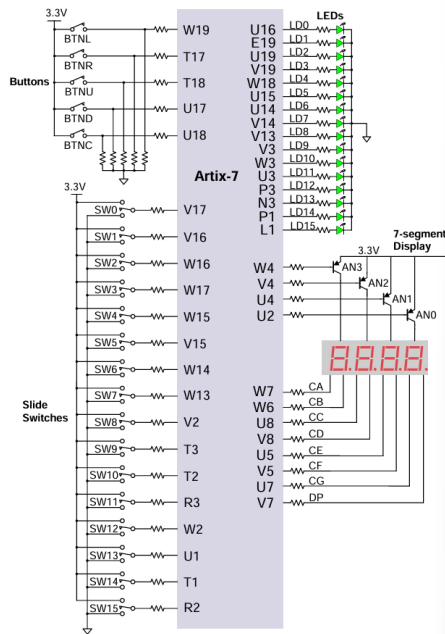 3.3V
BTNL
BTNR
Buttons
BTNU
BTND
BTNC
W19
T17
T18
U17
U18
Artix-7
LEDs
U16 LD0
E19 LD1
U19 LD2
V19 LD3
W18 LD4
U15 LD5
U14 LD6
V14 LD7
V13 LD8
V3 LD9
W3 LD10
U3 LD11
P3 LD12
N3 LD13
P1 LD14
L1 LD15
3.3V
SW0 V17
SW1 V16
SW2 W16
SW3 W17
SW4 W15
SW5 V15
SW6 W14
SW7 W13
Slide
Switches
SW8 V2
SW9 T3
SW10 T2
SW11 R3
SW12 W2
SW13 U1
SW14 T1
SW15 R2
7-segment
Display
3.3V
W4 AN3
V4 AN2
U4 AN1
U2 AN0
8.8.8.8.
W7 CA
W6 CB
U8 CC
V8 CD
U5 CE
V5 CF
U7 CG
V7 DP